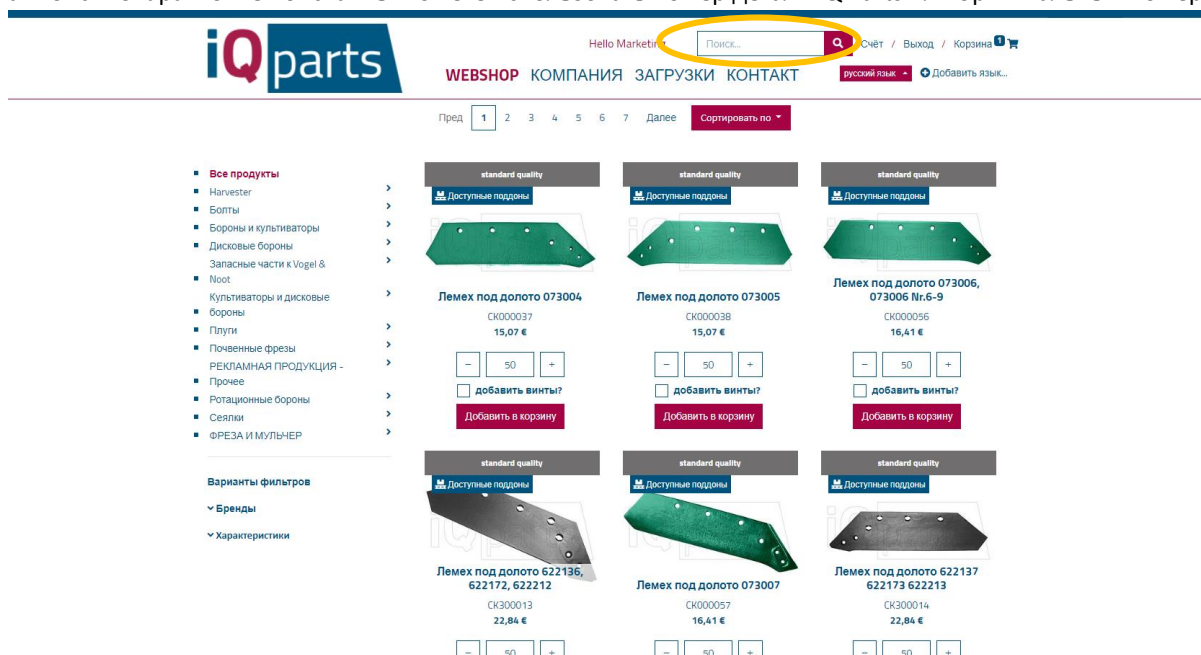 iQparts
Hello Marketing
Поиск...
Счёт / Выход / Корзина 1
WEBSHOP КОМПАНИЯ ЗАГРУЗКИ КОНТАКТ
русский язык
Добавить язык...
Пред 1 2 3 4 5 6 7 Далее Сортировать по
Все продукты
Harvester
Болты
Бороны и культиваторы
Дисковые бороны
Запасные части к Vogel &
Noot
Культиваторы и дисковые
бороны
Плуги
Почвенные фрезы
РЕКЛАМНАЯ ПРОДУКЦИЯ -
Прочее
Ротационные бороны
Сеялки
ФРЕЗА И МУЛЬЧЕР
Варианты фильтров
Бренды
Характеристики
standard quality
Доступные поддоны
Лемех под долото 073004
CK000037
15,07 €
− 50 +
добавить винты?
Добавить в корзину
standard quality
Доступные поддоны
Лемех под долото 073005
CK000038
15,07 €
− 50 +
добавить винты?
Добавить в корзину
standard quality
Доступные поддоны
Лемех под долото 073006,
073006 Nr.6-9
CK000056
16,41 €
− 50 +
добавить винты?
Добавить в корзину
standard quality
Доступные поддоны
Лемех под долото 622136,
622172, 622212
CK300013
22,84 €
− 50 +
standard quality
Доступные поддоны
Лемех под долото 073007
CK000057
16,41 €
− 50 +
standard quality
Доступные поддоны
Лемех под долото 622137
622173 622213
CK300014
22,84 €
− 50 +